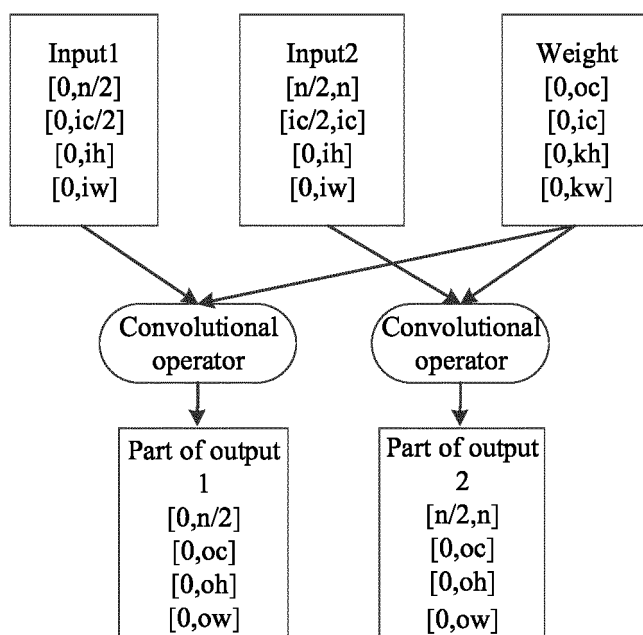 Input1
[0,n/2]
[0,ic/2]
[0,ih]
[0,iw]
Input2
[n/2,n]
[ic/2,ic]
[0,ih]
[0,iw]
Weight
[0,oc]
[0,ic]
[0,kh]
[0,kw]
Convolutional
operator
Convolutional
operator
Part of output
1
[0,n/2]
[0,oc]
[0,oh]
[0,ow]
Part of output
2
[n/2,n]
[0,oc]
[0,oh]
[0,ow]